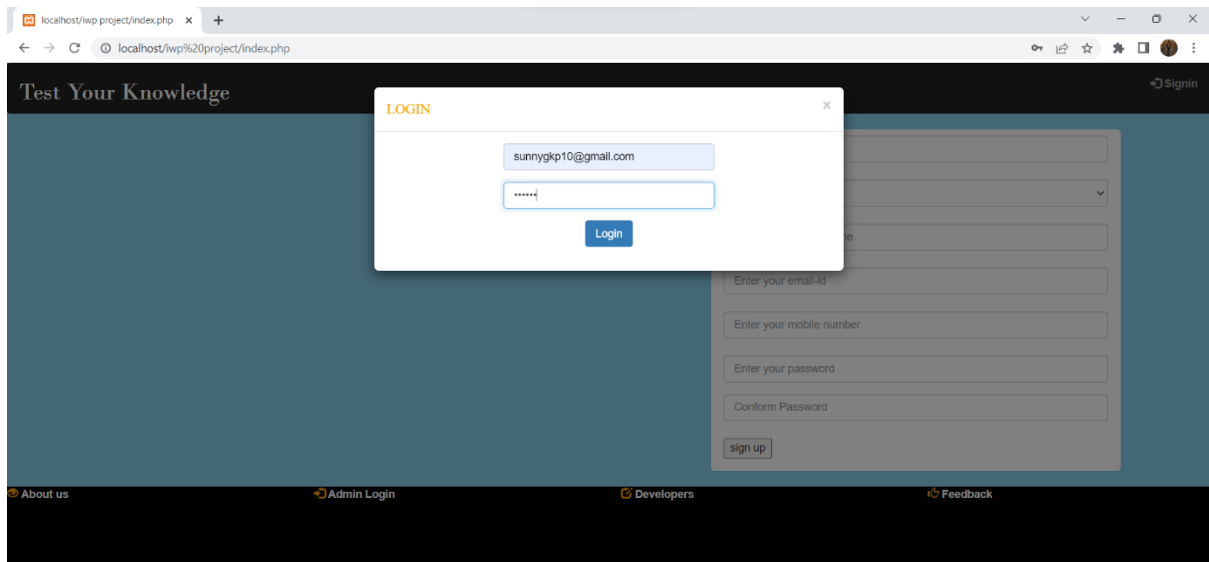 localhost/iwp project/index.php
localhost/iwp%20project/index.php
Test Your Knowledge
Signin
LOGIN
×
sunnygkp10@gmail.com
••••••
Login
Enter your email-id
Enter your mobile number
Enter your password
Conform Password
sign up
About us
Admin Login
Developers
Feedback